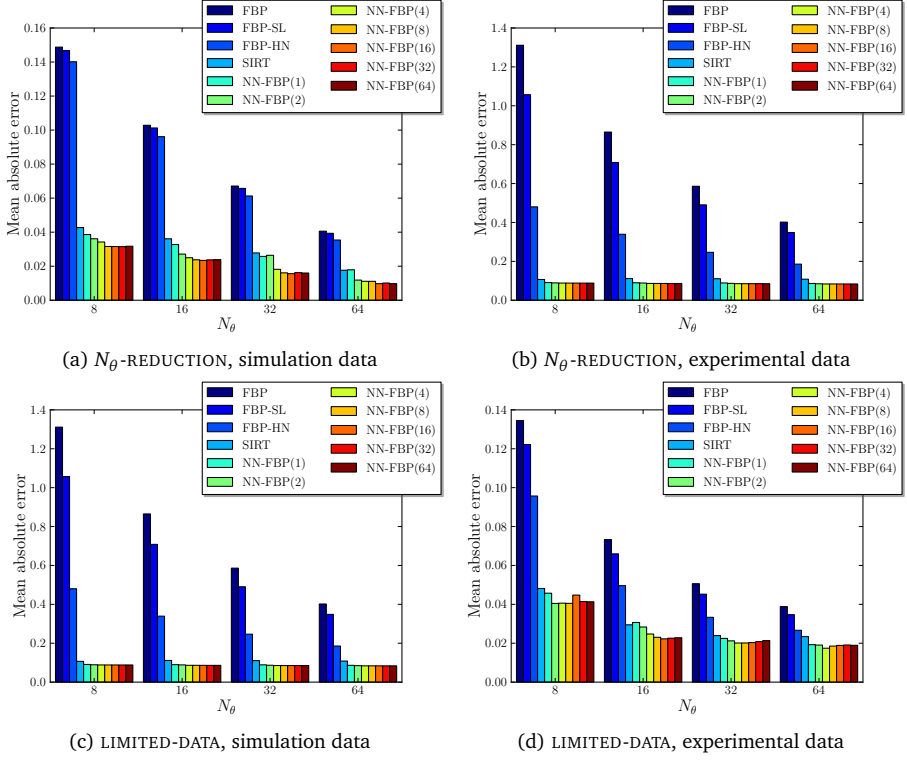 FBP
FBP-SL
FBP-HN
SIRT
NN-FBP(1)
NN-FBP(2)
NN-FBP(4)
NN-FBP(8)
NN-FBP(16)
NN-FBP(32)
NN-FBP(64)
Mean absolute error
0.16
0.14
0.12
0.10
0.08
0.06
0.04
0.02
0.00
8 16 32 64
N_θ
(a) N_θ-REDUCTION, simulation data
FBP
FBP-SL
FBP-HN
SIRT
NN-FBP(1)
NN-FBP(2)
NN-FBP(4)
NN-FBP(8)
NN-FBP(16)
NN-FBP(32)
NN-FBP(64)
Mean absolute error
1.4
1.2
1.0
0.8
0.6
0.4
0.2
0.0
8 16 32 64
N_θ
(b) N_θ-REDUCTION, experimental data
FBP
FBP-SL
FBP-HN
SIRT
NN-FBP(1)
NN-FBP(2)
NN-FBP(4)
NN-FBP(8)
NN-FBP(16)
NN-FBP(32)
NN-FBP(64)
Mean absolute error
1.4
1.2
1.0
0.8
0.6
0.4
0.2
0.0
8 16 32 64
N_θ
(c) LIMITED-DATA, simulation data
FBP
FBP-SL
FBP-HN
SIRT
NN-FBP(1)
NN-FBP(2)
NN-FBP(4)
NN-FBP(8)
NN-FBP(16)
NN-FBP(32)
NN-FBP(64)
Mean absolute error
0.14
0.12
0.10
0.08
0.06
0.04
0.02
0.00
8 16 32 64
N_θ
(d) LIMITED-DATA, experimental data